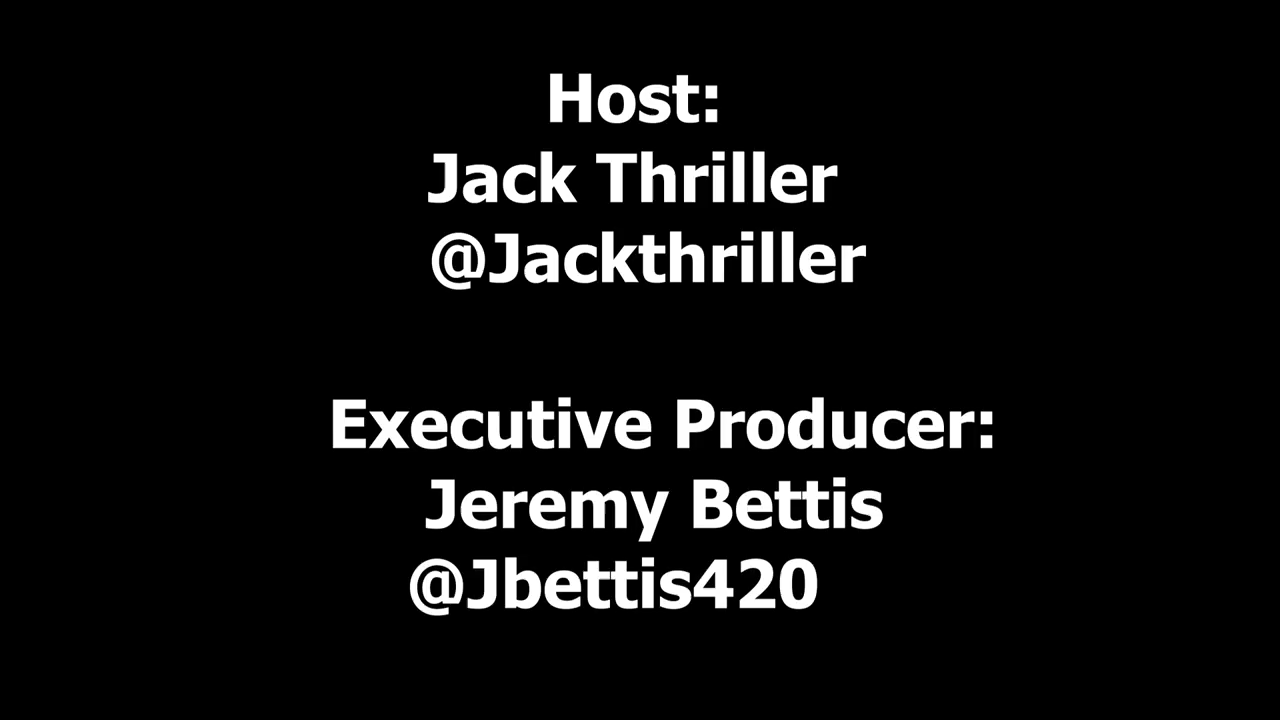 Host:
Jack Thriller
@Jackthriller
Executive Producer:
Jeremy Bettis
@Jbettis420